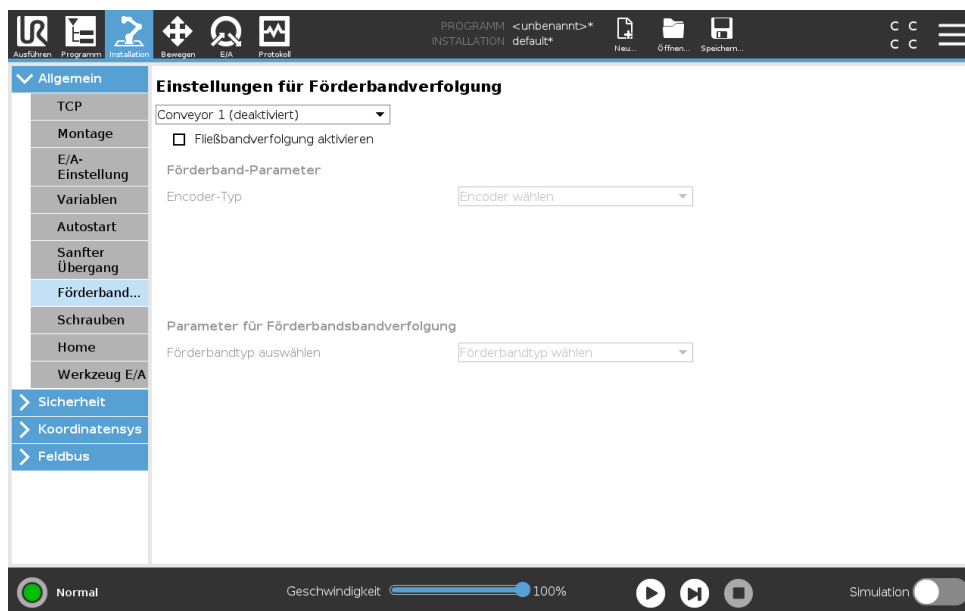 PROGRAMM <unbenannt>*
INSTALLATION default*
Ausführen Programm Installation Bewegen E/A Protokoll Neu... Öffnen... Speichern...
C C
C C
Allgemein
TCP
Montage
E/A-
Einstellung
Variablen
Autostart
Sanfter
Übergang
Förderband...
Schrauben
Home
Werkzeug E/A
Sicherheit
Koordinatensys
Feldbus
Einstellungen für Förderbandverfolgung
Conveyor 1 (deaktiviert)
Fließbandverfolgung aktivieren
Förderband-Parameter
Encoder-Typ Encoder wählen
Parameter für Förderbandsbandverfolgung
Förderbandtyp auswählen Förderbandtyp wählen
Normal Geschwindigkeit 100% Simulation